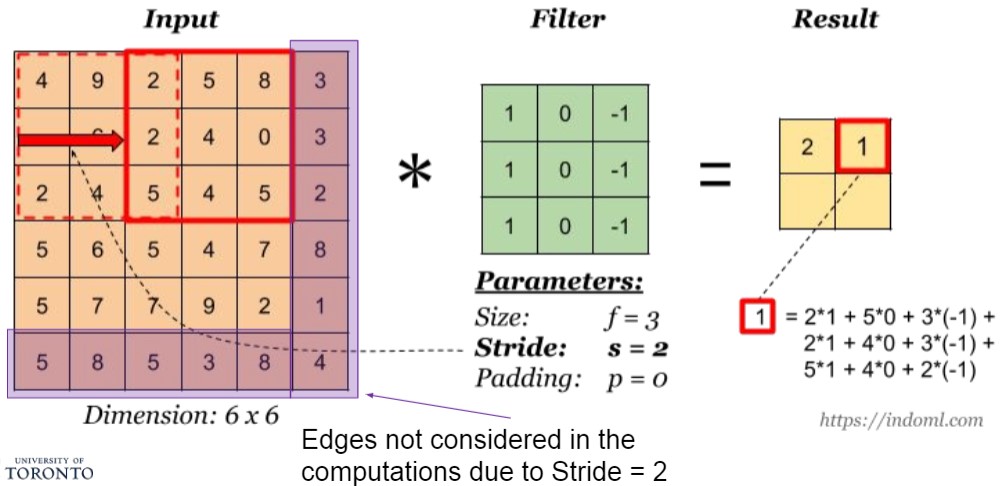 Input Filter Result
4 9 2 5 8 3
2 4 0 3
2 4 5 4 5 2
5 6 5 4 7 8
5 7 7 9 2 1
5 8 5 3 8 4
Dimension: 6 x 6
*
1 0 -1
1 0 -1
1 0 -1
Parameters:
Size: f = 3
Stride: s = 2
Padding: p = 0
=
2 1
1 = 2*1 + 5*0 + 3*(-1) +
2*1 + 4*0 + 3*(-1) +
5*1 + 4*0 + 2*(-1)
https://indoml.com
Edges not considered in the
computations due to Stride = 2
UNIVERSITY OF
TORONTO